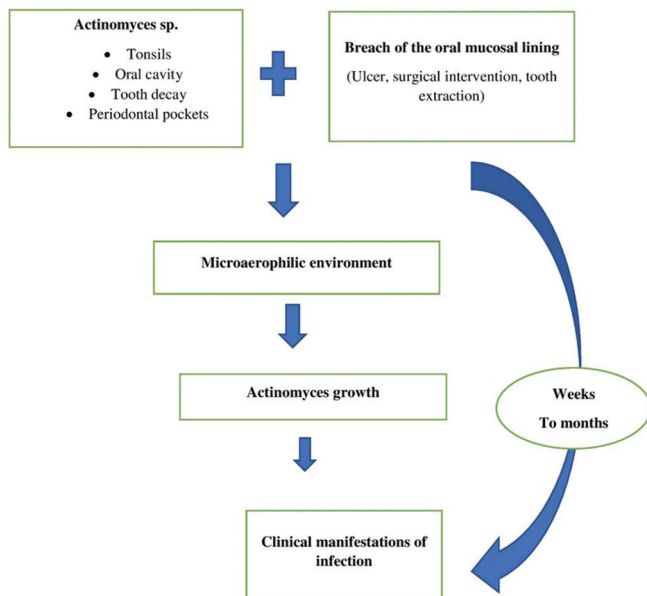 Actinomyces sp.
• Tonsils
• Oral cavity
• Tooth decay
• Periodontal pockets
Breach of the oral mucosal lining
(Ulcer, surgical intervention, tooth
extraction)
Microaerophilic environment
Actinomyces growth
Weeks
To months
Clinical manifestations of
infection